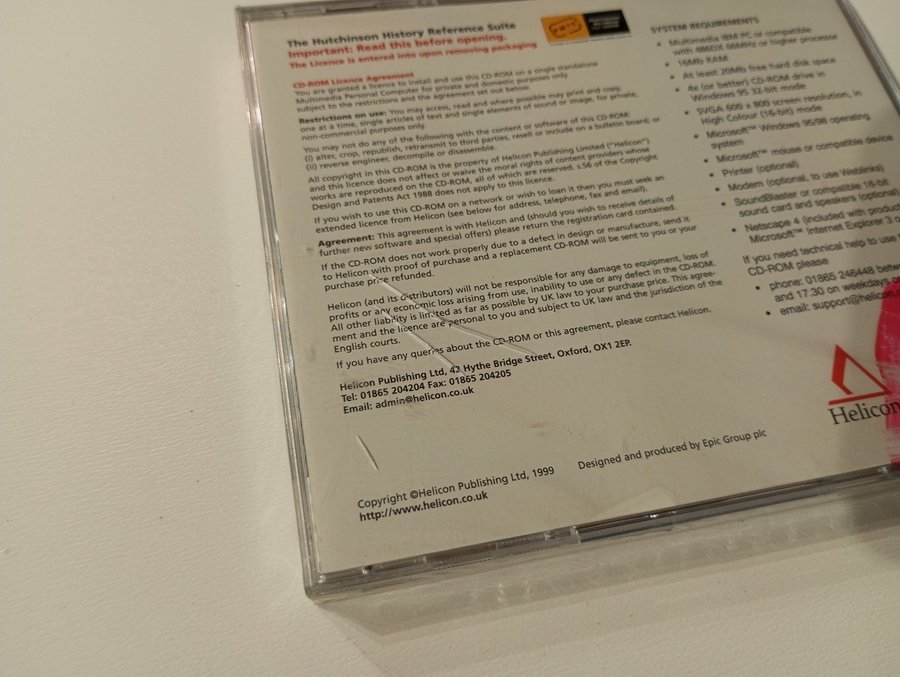 The Hutchinson History Reference Suite
Important: Read this before opening.
The Licence is entered into upon removing packaging
CD-ROM Licence Agreement
You are granted a licence to install and use this CD-ROM on a single standalone
Multimedia Personal Computer for private and domestic purposes only
subject to the restrictions and the agreement set out below.
Restrictions on use: You may access, read and where possible may print and copy,
one at a time, single articles of text and single elements of sound or image, for private,
non-commercial purposes only.
You may not do any of the following with the content or software of this CD-ROM:
(i) alter, crop, republish, retransmit to third parties, resell or include on a bulletin board; or
(ii) reverse engineer, decompile or disassemble.
All copyright in this CD-ROM is the property of Helicon Publishing Limited ("Helicon")
and this licence does not affect or waive the moral rights of content providers whose
works are reproduced on the CD-ROM, all of which are reserved. s.56 of the Copyright
Design and Patents Act 1988 does not apply to this licence.
If you wish to use this CD-ROM on a network or wish to loan it then you must seek an
extended licence from Helicon (see below for address, telephone, fax and email).
Agreement: This agreement is with Helicon and (should you wish to receive details of
further new software and special offers) please return the registration card contained.
If the CD-ROM does not work properly due to a defect in design or manufacture, send it
to Helicon with proof of purchase and a replacement CD-ROM will be sent to you or your
purchase price refunded.
Helicon (and its distributors) will not be responsible for any damage to equipment, loss of
profits or any economic loss arising from use, inability to use or any defect in the CD-ROM.
All other liability is limited as far as possible by UK law to your purchase price. This agree-
ment and the licence are personal to you and subject to UK law and the jurisdiction of the
English courts.
If you have any queries about the CD-ROM or this agreement, please contact Helicon.
Helicon Publishing Ltd, 42 Hythe Bridge Street, Oxford, OX1 2EP.
Tel: 01865 204204 Fax: 01865 204205
Email: admin@helicon.co.uk
Copyright ©Helicon Publishing Ltd, 1999
http://www.helicon.co.uk
Designed and produced by Epic Group plc
SYSTEM REQUIREMENTS
• Multimedia IBM PC or compatible
with 486DX 66MHz or higher processor
• 16Mb RAM
• At least 20Mb free hard disk space
• 4x (or better) CD-ROM drive in
Windows 95 32-bit mode
• SVGA 600 x 800 screen resolution, in
High Colour (16-bit) mode
• Microsoft™ Windows 95/98 operating
system
• Microsoft™ mouse or compatible device
• Printer (optional)
• Modem (optional, to use Weblinks)
• SoundBlaster or compatible 16-bit
sound card and speakers (optional)
• Netscape 4 (included with product
Microsoft™ Internet Explorer 3 o
If you need technical help to use
CD-ROM please
• phone: 01865 246448
and 17.30 on weekdays
• email: support@helicon
Helicon